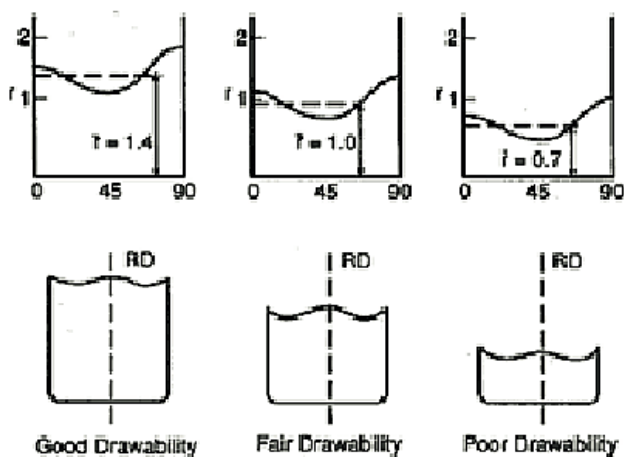 2
2
2
r 1
r 1
r 1
r̄ = 1.4
r̄ = 1.0
r̄ = 0.7
0 45 90
0 45 90
0 45 90
RD
RD
RD
Good Drawability
Fair Drawability
Poor Drawability